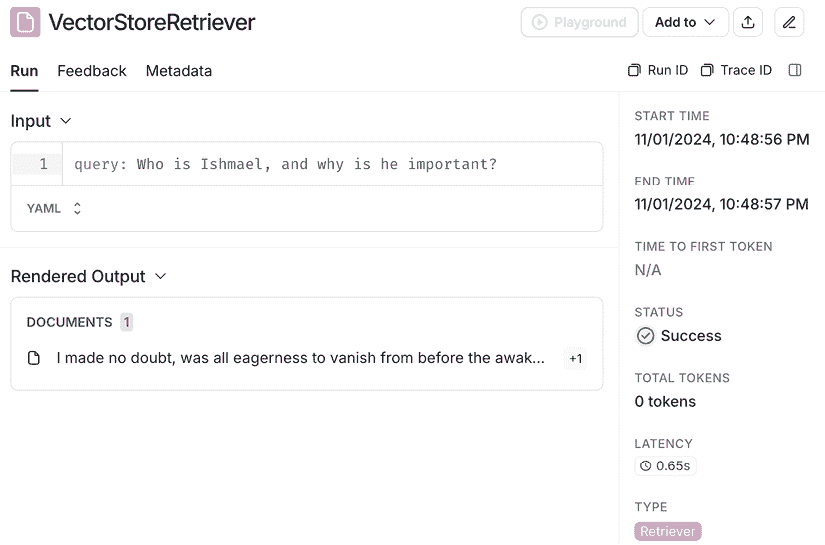 VectorStoreRetriever
Playground
Add to
Run
Feedback
Metadata
Run ID
Trace ID
Input
1
query: Who is Ishmael, and why is he important?
YAML
Rendered Output
DOCUMENTS 1
I made no doubt, was all eagerness to vanish from before the awak...
+1
START TIME
11/01/2024, 10:48:56 PM
END TIME
11/01/2024, 10:48:57 PM
TIME TO FIRST TOKEN
N/A
STATUS
Success
TOTAL TOKENS
0 tokens
LATENCY
0.65s
TYPE
Retriever